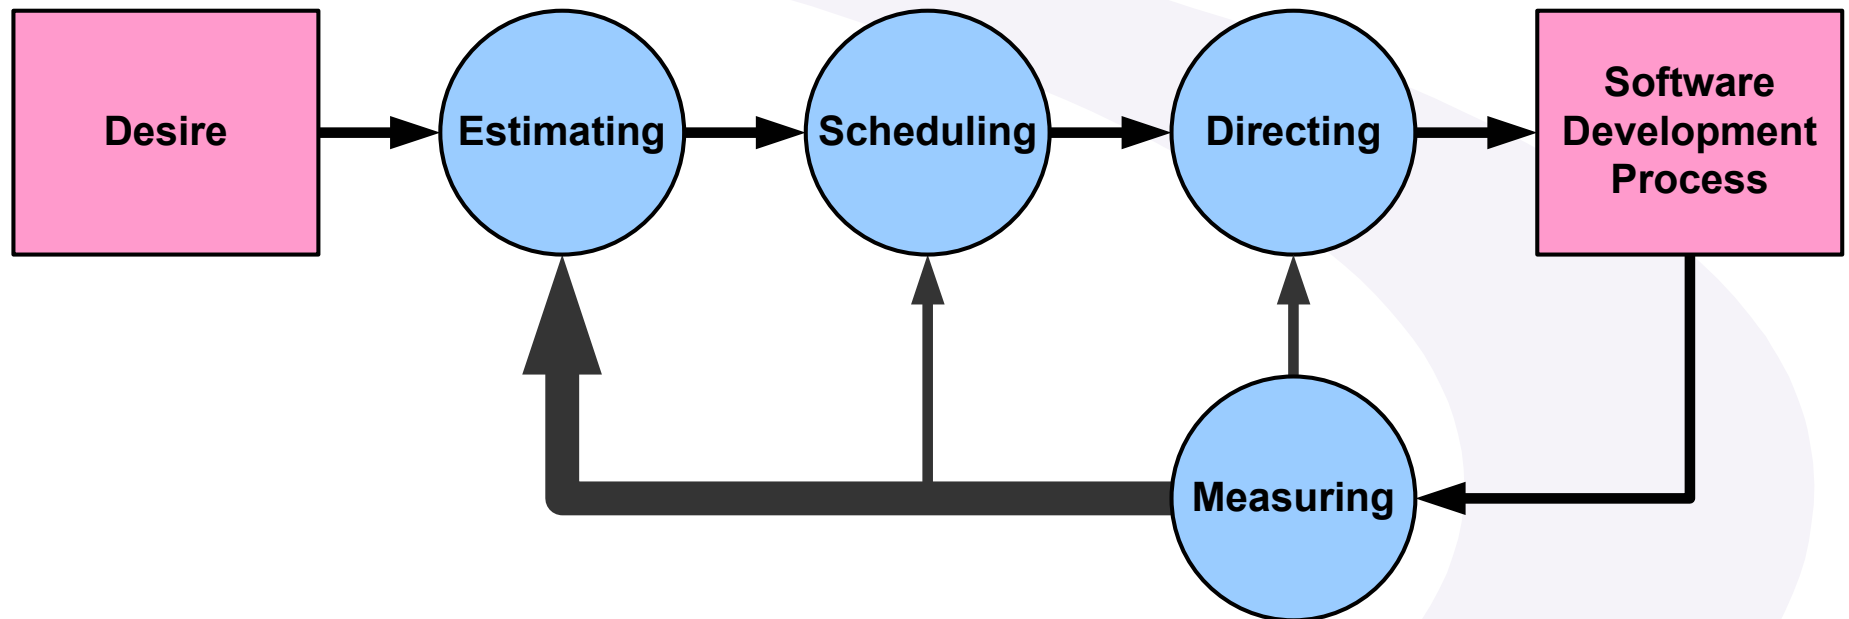 Desire
Estimating
Scheduling
Directing
Software
Development
Process
Measuring